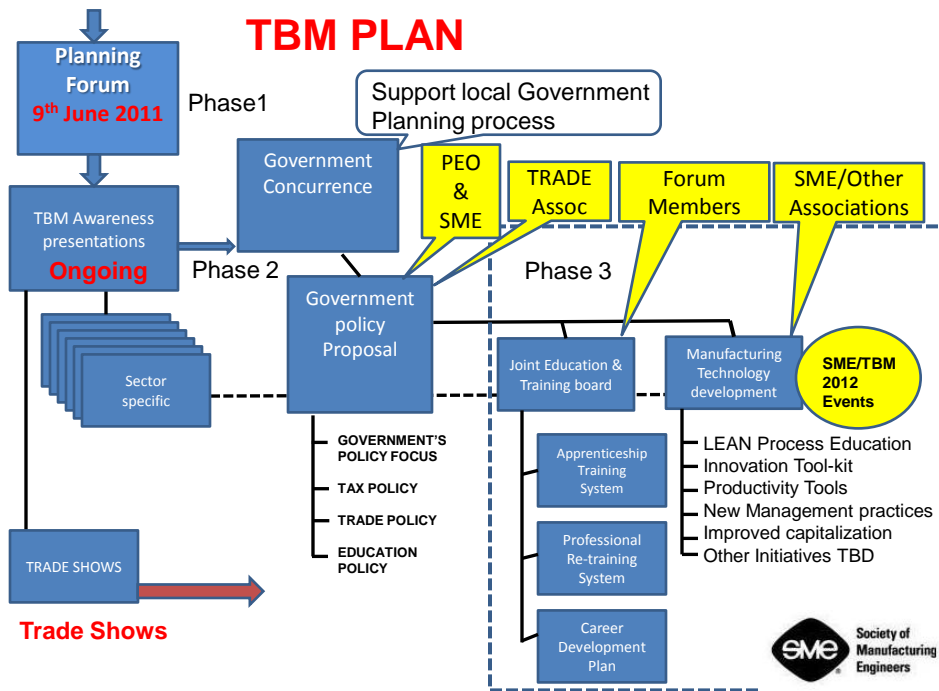 TBM PLAN
Planning
Forum
9th June 2011
Phase1
Support local Government
Planning process
Government
Concurrence
PEO
&
SME
TRADE
Assoc
Forum
Members
SME/Other
Associations
TBM Awareness
presentations
Ongoing
Phase 2
Phase 3
Government
policy
Proposal
Sector
specific
Joint Education &
Training board
Manufacturing
Technology
development
SME/TBM
2012
Events
GOVERNMENT'S
POLICY FOCUS
TAX POLICY
TRADE POLICY
EDUCATION
POLICY
Apprenticeship
Training
System
Professional
Re-training
System
Career
Development
Plan
LEAN Process Education
Innovation Tool-kit
Productivity Tools
New Management practices
Improved capitalization
Other Initiatives TBD
TRADE SHOWS
Trade Shows
SME
Society of
Manufacturing
Engineers